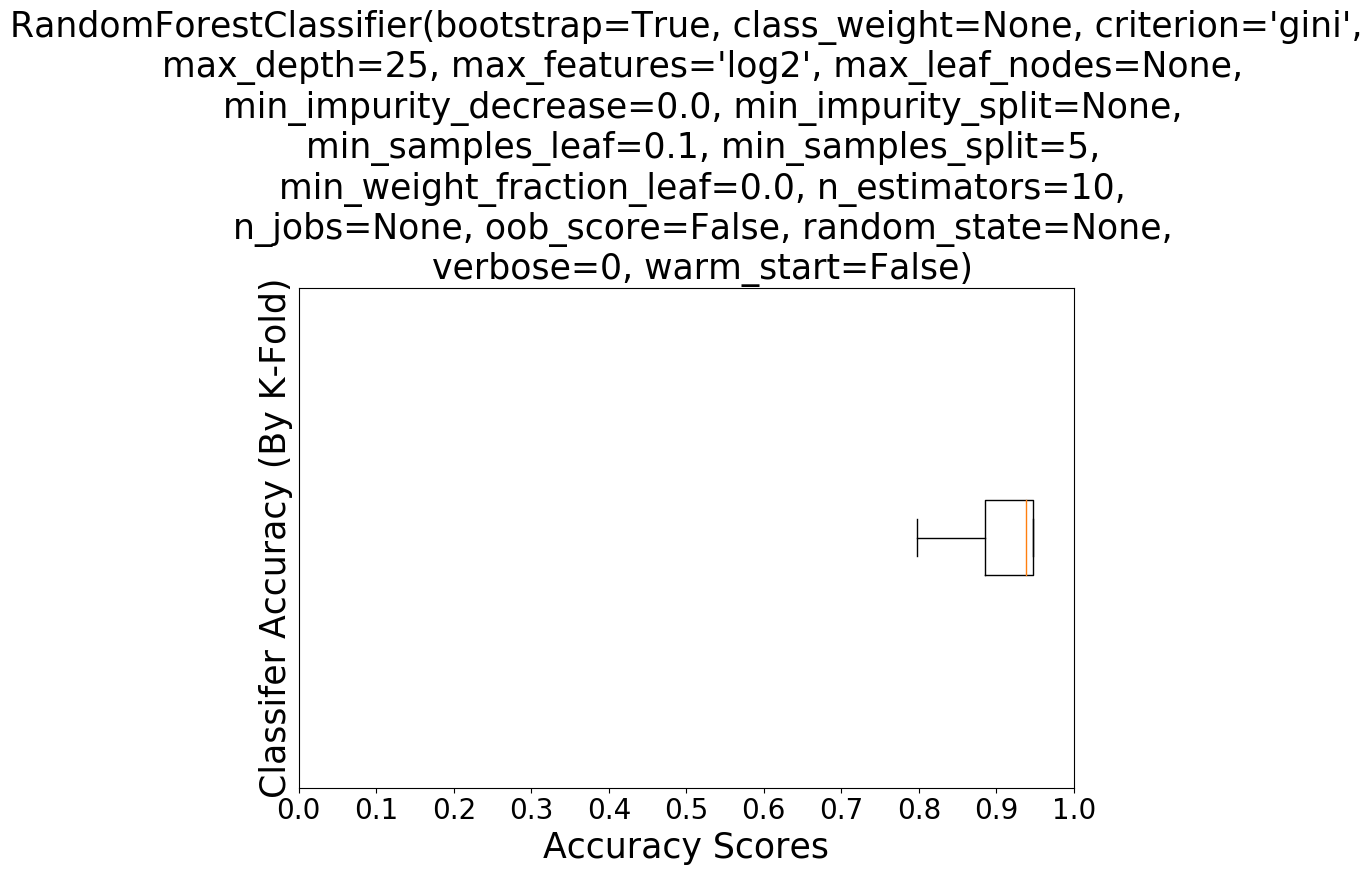 RandomForestClassifier(bootstrap=True, class_weight=None, criterion='gini',
max_depth=25, max_features='log2', max_leaf_nodes=None,
min_impurity_decrease=0.0, min_impurity_split=None,
min_samples_leaf=0.1, min_samples_split=5,
min_weight_fraction_leaf=0.0, n_estimators=10,
n_jobs=None, oob_score=False, random_state=None,
verbose=0, warm_start=False)
Classifer Accuracy (By K-Fold)
0.0 0.1 0.2 0.3 0.4 0.5 0.6 0.7 0.8 0.9 1.0
Accuracy Scores